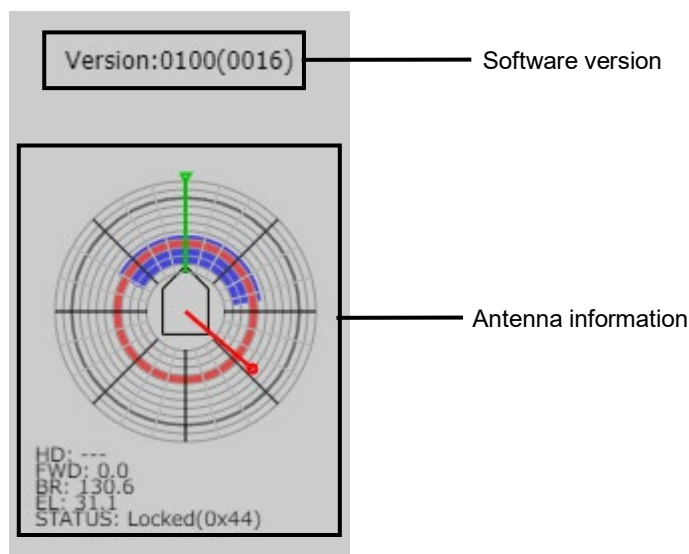 Version:0100(0016)
Software version
Antenna information
HD: ---
FWD: 0.0
BR: 130.6
EL: 31.1
STATUS: Locked(0x44)